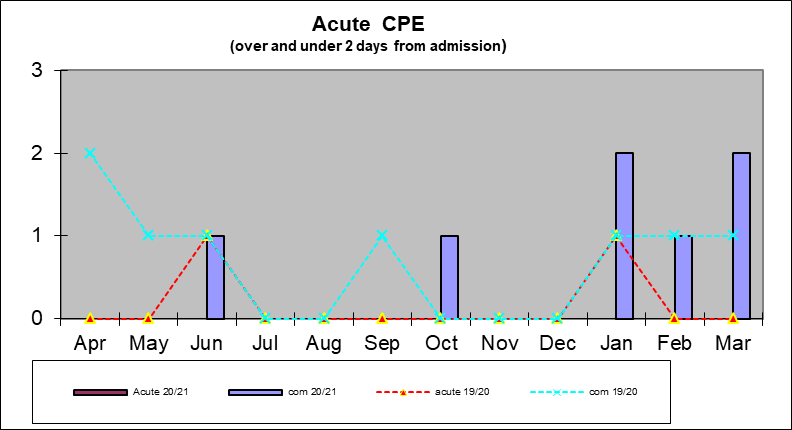 Acute CPE
(over and under 2 days from admission)
3
2
1
0
Apr May Jun Jul Aug Sep Oct Nov Dec Jan Feb Mar
Acute 20/21 com 20/21 acute 19/20 com 19/20